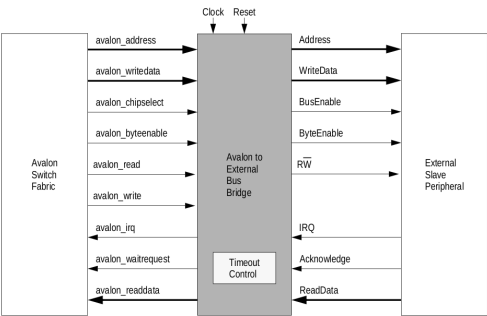 Clock Reset
avalon_address
Address
avalon_writedata
WriteData
avalon_chipselect
BusEnable
avalon_byteenable
ByteEnable
avalon_read
RW̅
avalon_write
avalon_irq
IRQ
avalon_waitrequest
Acknowledge
avalon_readdata
ReadData
Avalon
Switch
Fabric
Avalon to
External
Bus
Bridge
Timeout
Control
External
Slave
Peripheral